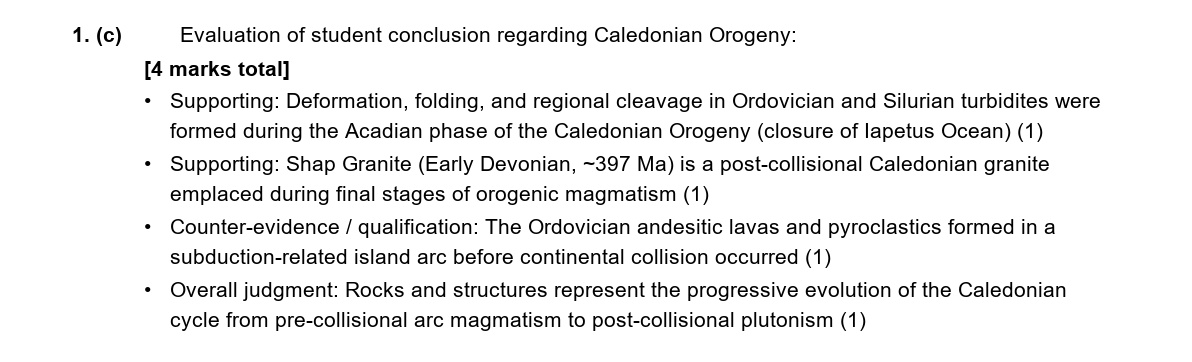 1. (c) Evaluation of student conclusion regarding Caledonian Orogeny:
[4 marks total]
• Supporting: Deformation, folding, and regional cleavage in Ordovician and Silurian turbidites were
formed during the Acadian phase of the Caledonian Orogeny (closure of Iapetus Ocean) (1)
• Supporting: Shap Granite (Early Devonian, ~397 Ma) is a post-collisional Caledonian granite
emplaced during final stages of orogenic magmatism (1)
• Counter-evidence / qualification: The Ordovician andesitic lavas and pyroclastics formed in a
subduction-related island arc before continental collision occurred (1)
• Overall judgment: Rocks and structures represent the progressive evolution of the Caledonian
cycle from pre-collisional arc magmatism to post-collisional plutonism (1)